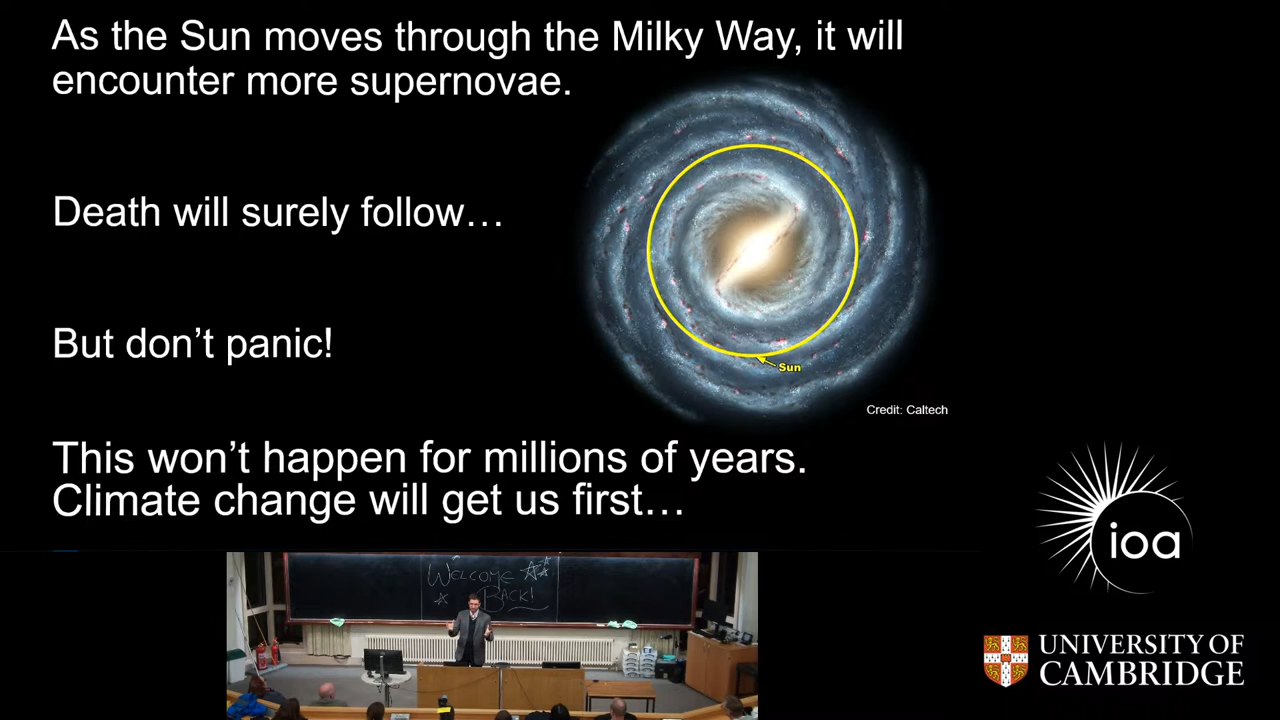 As the Sun moves through the Milky Way, it will
encounter more supernovae.
Death will surely follow…
But don’t panic!
Sun
Credit: Caltech
This won’t happen for millions of years.
Climate change will get us first…
ioa
WELCOME
BACK!
UNIVERSITY OF
CAMBRIDGE